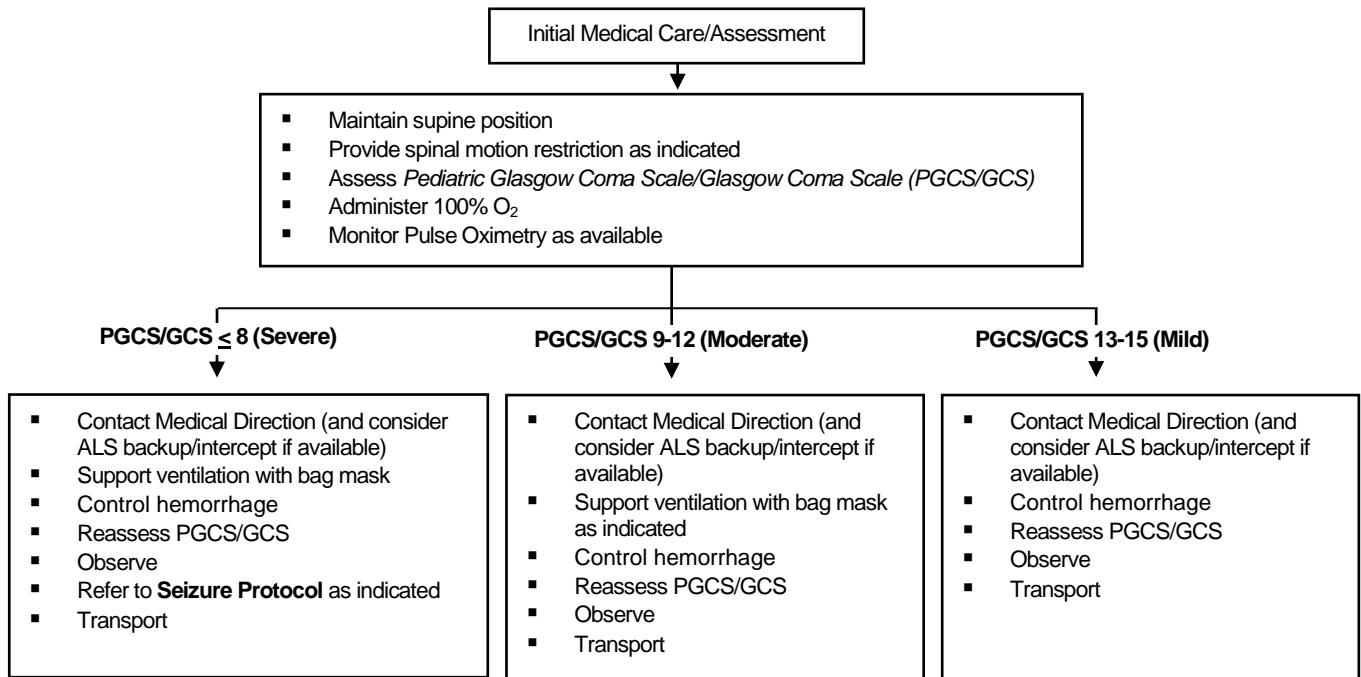 Initial Medical Care/Assessment
▪ Maintain supine position
▪ Provide spinal motion restriction as indicated
▪ Assess Pediatric Glasgow Coma Scale/Glasgow Coma Scale (PGCS/GCS)
▪ Administer 100% O₂
▪ Monitor Pulse Oximetry as available
PGCS/GCS ≤ 8 (Severe)
▪ Contact Medical Direction (and consider
ALS backup/intercept if available)
▪ Support ventilation with bag mask
▪ Control hemorrhage
▪ Reassess PGCS/GCS
▪ Observe
▪ Refer to Seizure Protocol as indicated
▪ Transport
PGCS/GCS 9-12 (Moderate)
▪ Contact Medical Direction (and
consider ALS backup/intercept if
available)
▪ Support ventilation with bag mask
as indicated
▪ Control hemorrhage
▪ Reassess PGCS/GCS
▪ Observe
▪ Transport
PGCS/GCS 13-15 (Mild)
▪ Contact Medical Direction (and
consider ALS backup/intercept if
available)
▪ Control hemorrhage
▪ Reassess PGCS/GCS
▪ Observe
▪ Transport